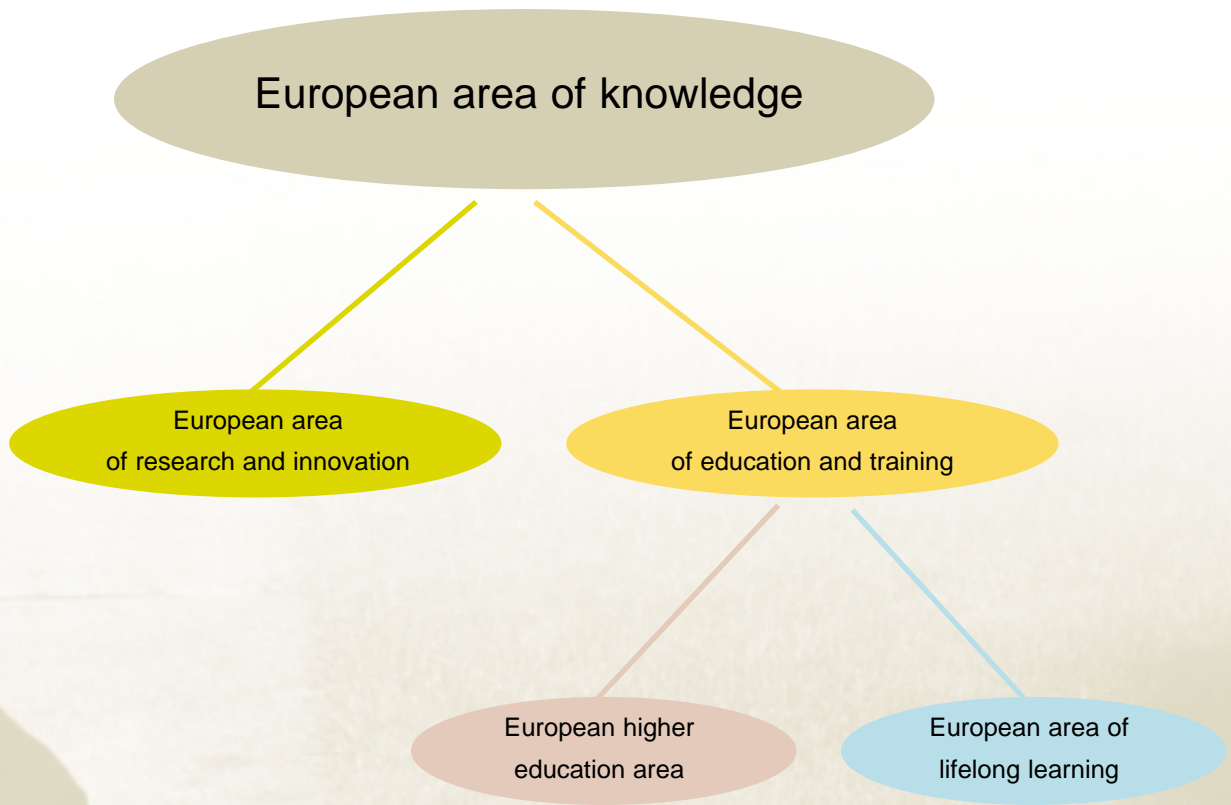 European area of knowledge
European area
of research and innovation
European area
of education and training
European higher
education area
European area of
lifelong learning